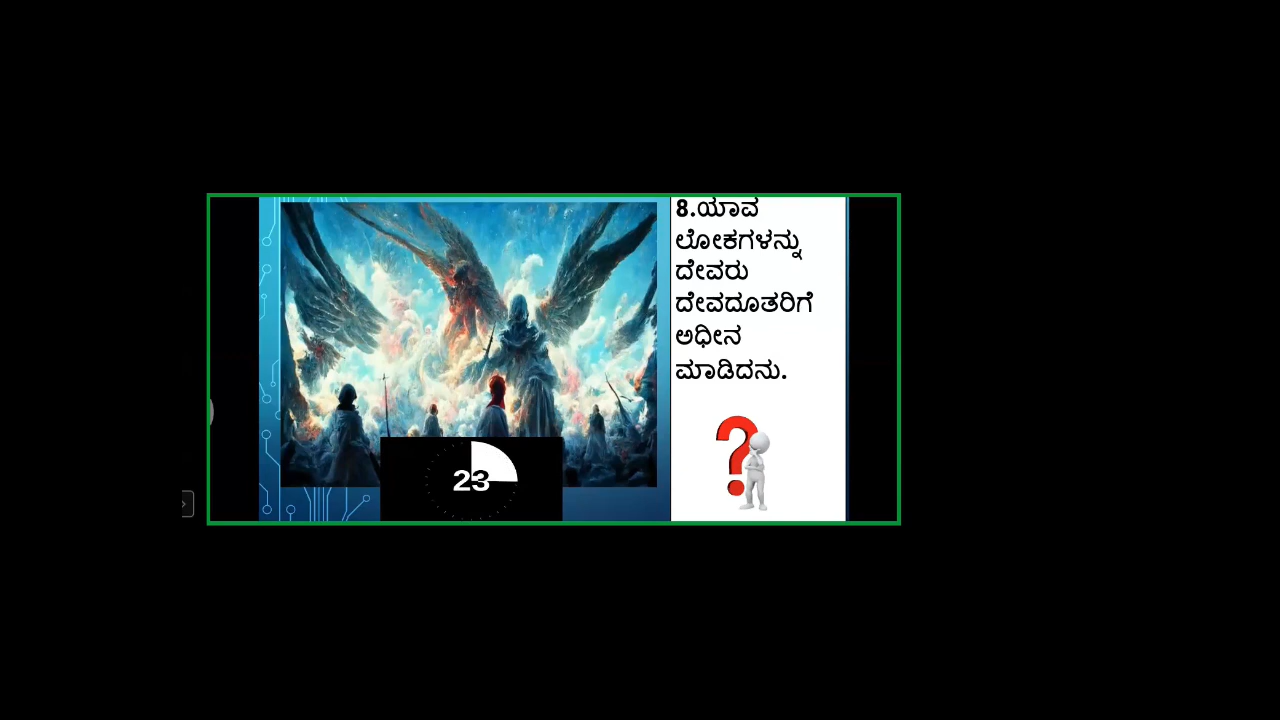 8.ಯಾವ
ಲೋಕಗಳನ್ನು
ದೇವರು
ದೇವದೂತರಿಗೆ
ಅಧೀನ
ಮಾಡಿದನು.
23